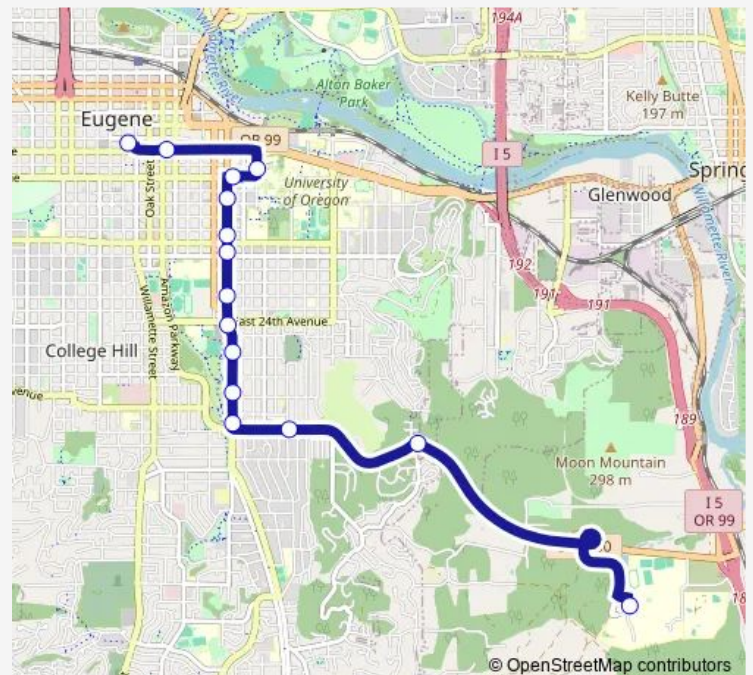 194A
Alton Baker
Park
Kelly Butte
197 m
Eugene
OR 99
I 5
Oak Street
University
of Oregon
Glenwood
Willamette River
192
191
191
Amazon Parkway
Willamette Street
East 24th Avenue
College Hill
189
Moon Mountain
298 m
I 5
OR 99
© OpenStreetMap contributors